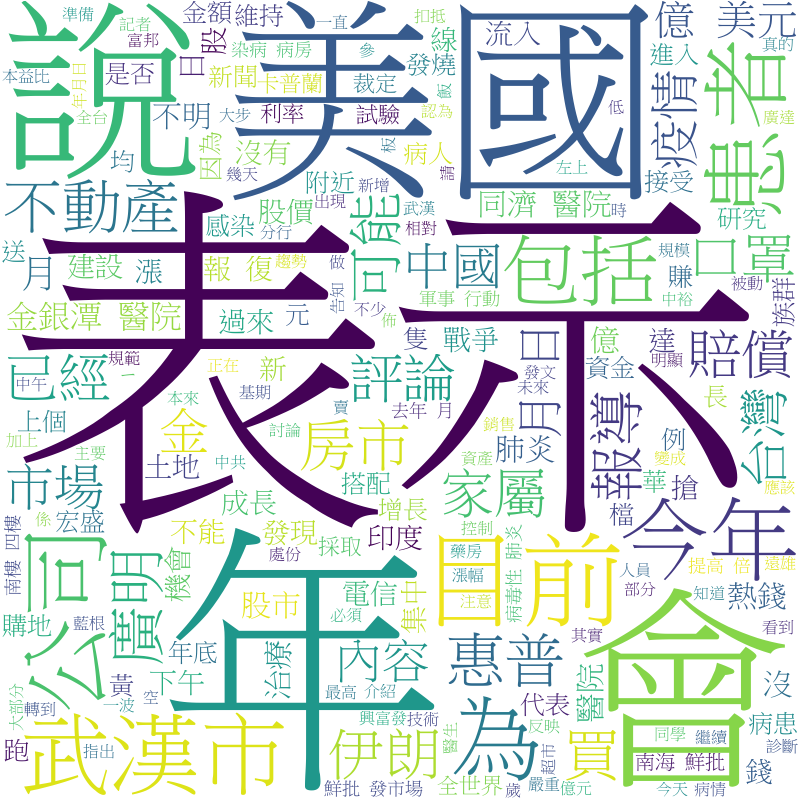 準備
記者
一直
扣抵
富邦
金額
維持
日股
染病 病房
參
線
流入
億
美元
真的
本益比
年月日
是否
新聞
卡普蘭
裁定
發燒
飯
疫情
進入
說
美國
患者
全台
不明
大步
利率
試驗
板
認為
低
廣達
均
因為
沒有
病人
請
左上
接受
不動產
幾天
附近
新增
可能
同濟 醫院
時
研究
送
月
感染
股價
出現
武漢
分行
相對
中國
包括
規模
口罩
建設
漲
報 復
趨勢
做
告知
不少
佈
軍事 行動
中裕
賺
被動
族群
金銀潭 醫院
過來
元
隻
戰爭
日
億
達
資金
明顯
賠償
表示
已經
規範
中午
一
新
正在
評論
月
發文
未來
長
台灣
上個
本來
基期
賣
去年 月
報導
例
金
房市
肺炎
銷售
加上
主要
土地
中共
討論
搭配
家屬
資產
變成
華
搶
應該
市場
成長
增長
檔
今年
宏盛
不能
發現
採取
印度
控制
南樓 四樓
係
機會
處份
電信
集中
藥房
漲幅
病毒性 肺炎
提高 倍
遠雄
公司
廣明
年
股市
必須
目前
注意
人員
部分
知道
熱錢
會
購地
藍根
年底
治療
內容
惠普
其實
看到
大部分
轉到
下午
黃
空
最高
介紹
代表
醫院
沒
病患
一波
興富發
技術
反映
同學
繼續
診斷
跑
武漢市
指出
伊朗
為
醫生
買
超市
南海 鮮批
錢
鮮批 發市場
全世界
歲
嚴重
億元
今天
病情